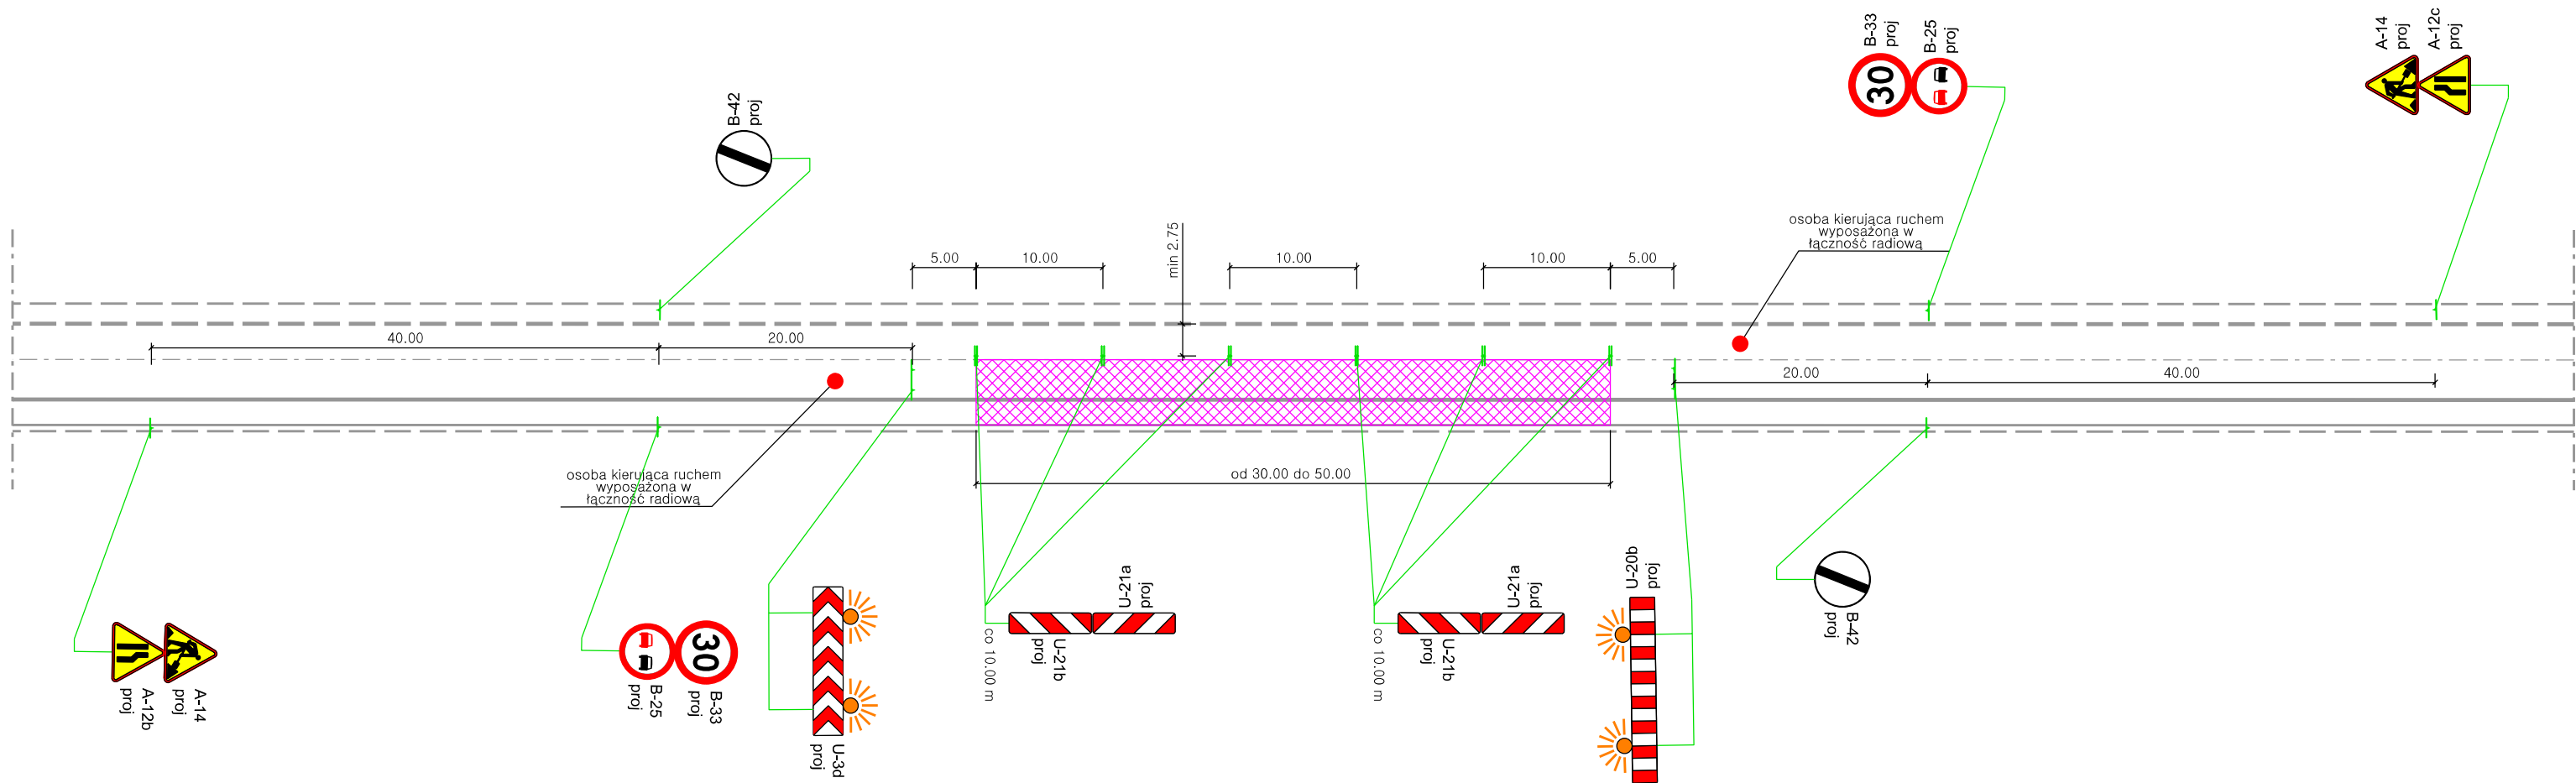 B-42
proj
B-33
proj
30
B-25
proj
A-14
proj
A-12c
proj
osoba kierująca ruchem
wyposażona w
łączność radiową
5.00
10.00
min 2.75
10.00
10.00
5.00
40.00
20.00
20.00
40.00
osoba kierująca ruchem
wyposażona w
łączność radiową
od 30.00 do 50.00
A-12b
proj
A-14
proj
B-25
proj
30
B-33
proj
U-3d
proj
co 10.00 m
U-21b
proj
U-21a
proj
co 10.00 m
U-21b
proj
U-21a
proj
U-20b
proj
B-42
proj